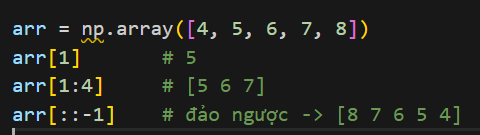 arr = np.array([4, 5, 6, 7, 8])
arr[1]       # 5
arr[1:4]     # [5 6 7]
arr[::-1]    # đảo ngược -> [8 7 6 5 4]